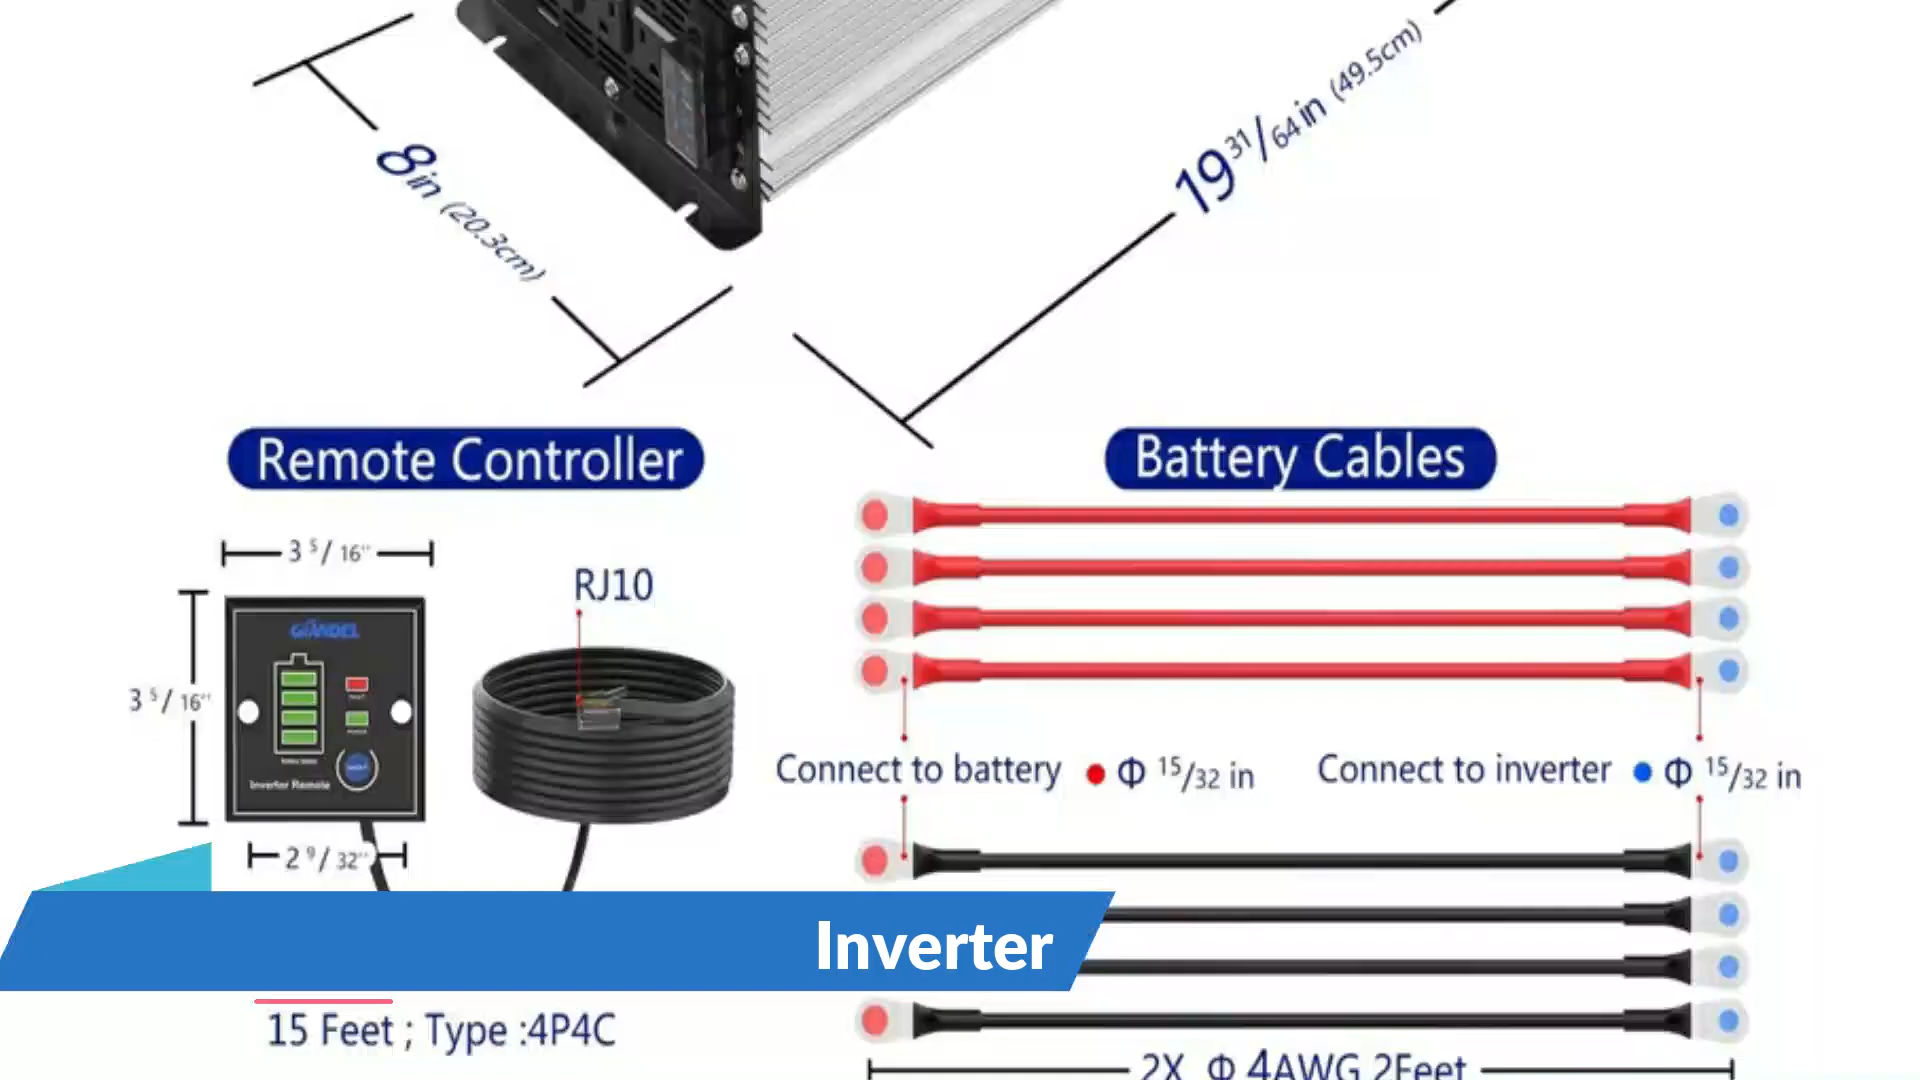 8in (20.3cm)
19 31/64in (49.5cm)
Remote Controller
Battery Cables
3 5/16"
RJ10
3 5/16"
GIANDEL
Inverter Remote
Connect to battery Φ 15/32 in
Connect to inverter Φ 15/32 in
2 9/32"
Inverter
15 Feet ; Type :4P4C
2X Φ 4AWG 2Feet